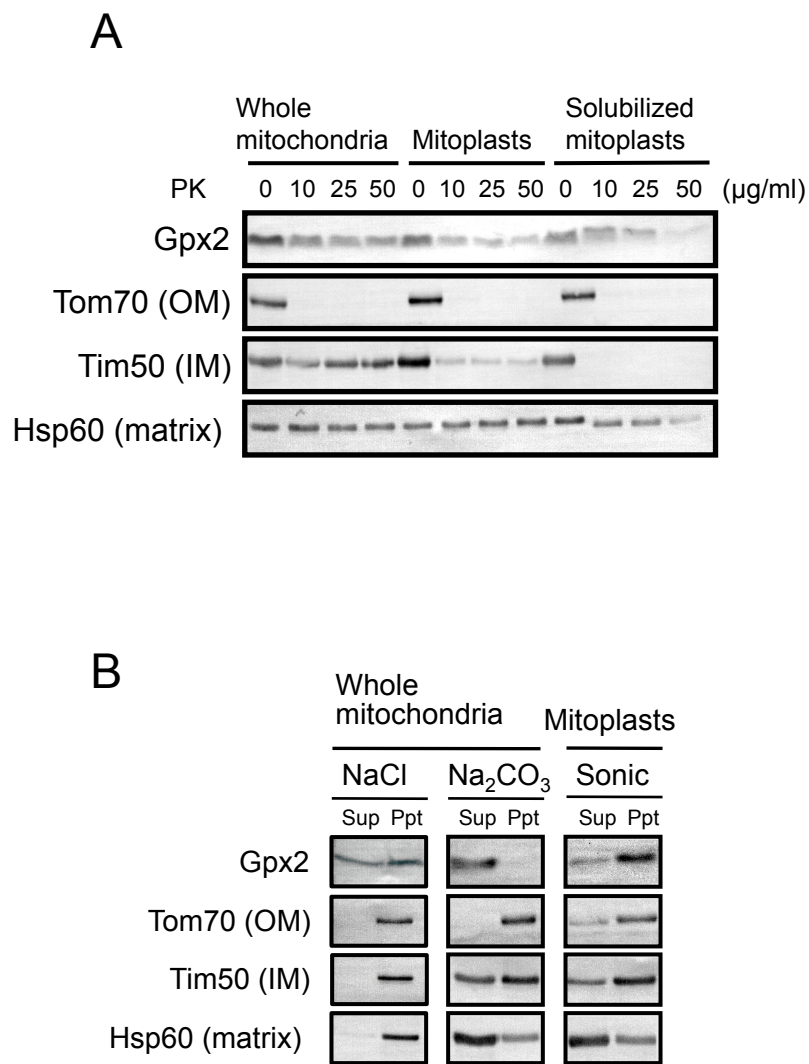 A
Whole
mitochondria
Mitoplasts
Solubilized
mitoplasts
PK 0 10 25 50 0 10 25 50 0 10 25 50 (µg/ml)
Gpx2
Tom70 (OM)
Tim50 (IM)
Hsp60 (matrix)
B
Whole
mitochondria
Mitoplasts
NaCl Na₂CO₃ Sonic
Sup Ppt Sup Ppt Sup Ppt
Gpx2
Tom70 (OM)
Tim50 (IM)
Hsp60 (matrix)